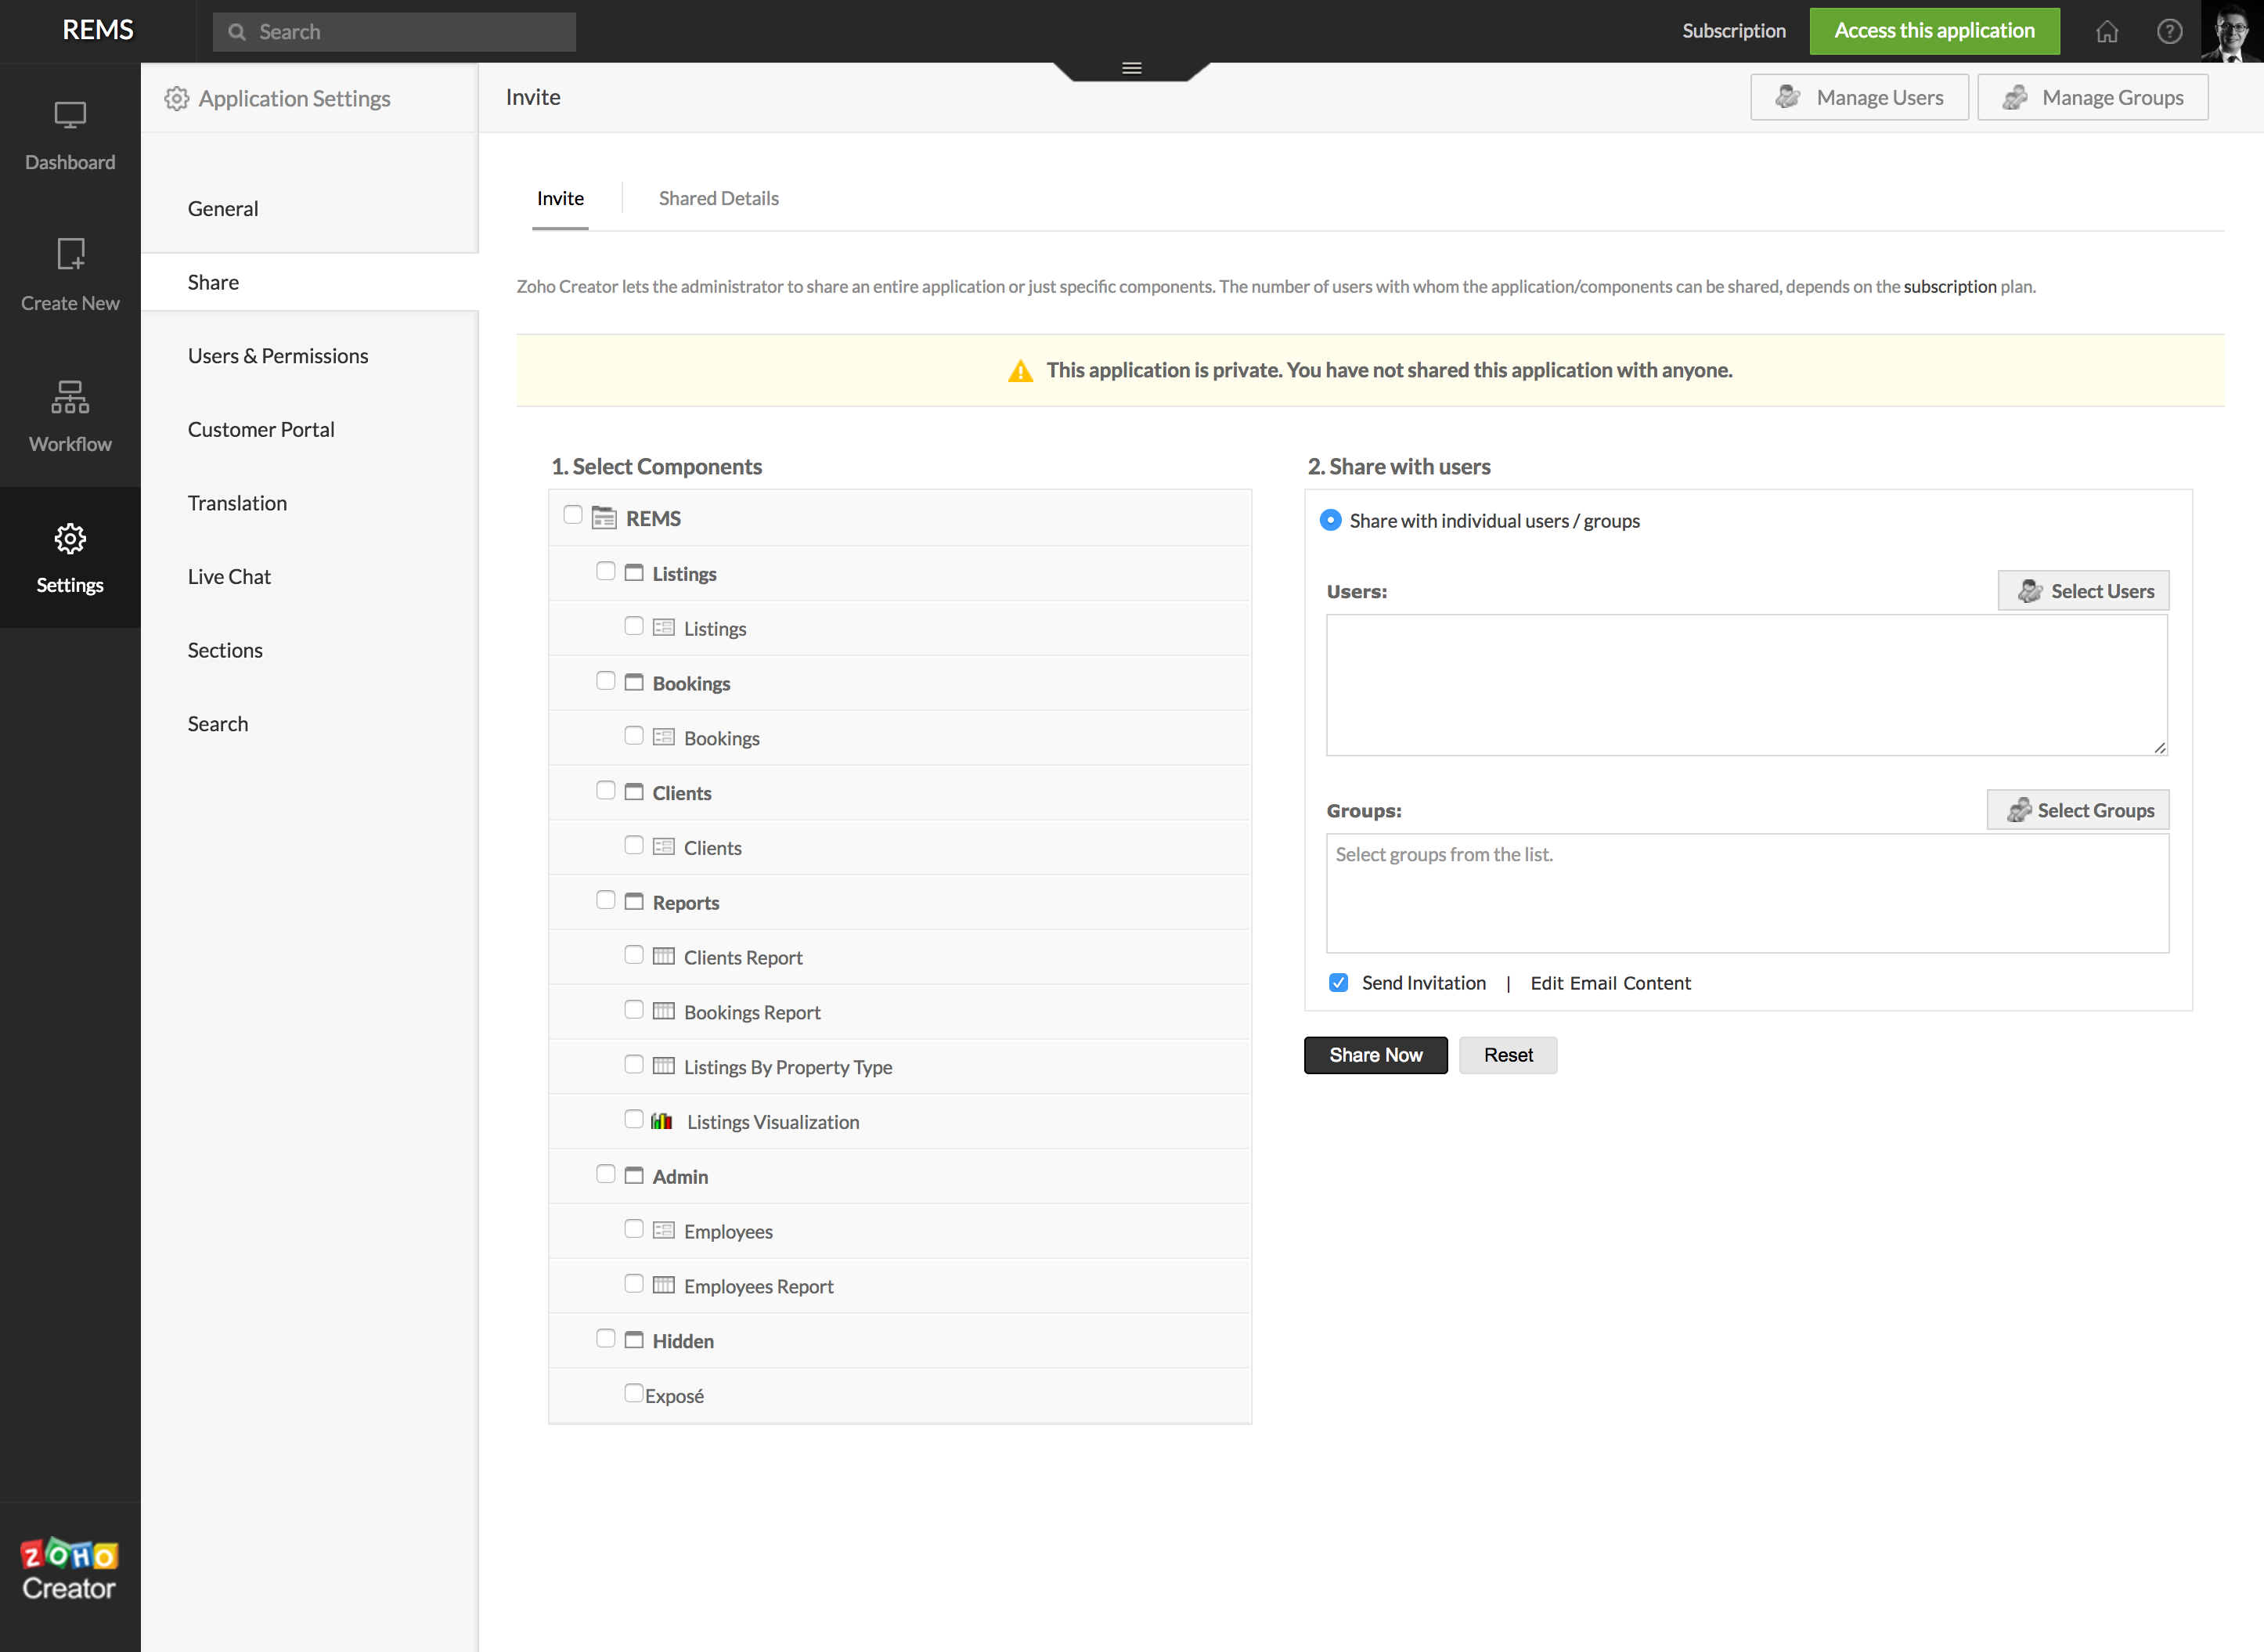 REMS
Search
Subscription
Access this application
Dashboard
Create New
Workflow
Settings
ZOHO
Creator
Application Settings
General
Share
Users & Permissions
Customer Portal
Translation
Live Chat
Sections
Search
Invite
Manage Users
Manage Groups
Invite
Shared Details
Zoho Creator lets the administrator to share an entire application or just specific components. The number of users with whom the application/components can be shared, depends on the subscription plan.
This application is private. You have not shared this application with anyone.
1. Select Components
REMS
Listings
Listings
Bookings
Bookings
Clients
Clients
Reports
Clients Report
Bookings Report
Listings By Property Type
Listings Visualization
Admin
Employees
Employees Report
Hidden
Exposé
2. Share with users
Share with individual users / groups
Users:
Select Users
Groups:
Select Groups
Select groups from the list.
Send Invitation | Edit Email Content
Share Now
Reset